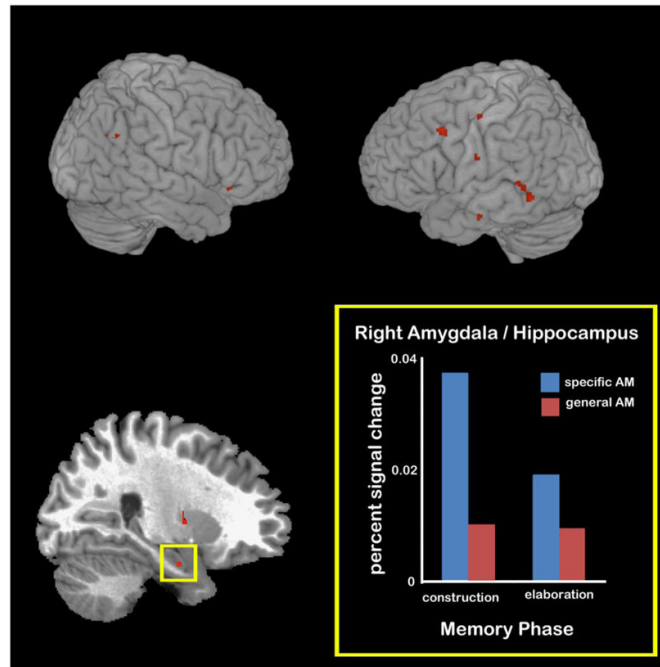 Right Amygdala / Hippocampus
percent signal change
0.04
0.02
0
specific AM
general AM
construction
elaboration
Memory Phase